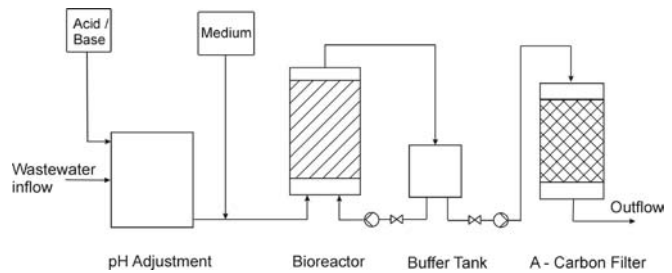 Acid /
Base
Medium
Wastewater
inflow
Outflow
pH Adjustment
Bioreactor
Buffer Tank
A - Carbon Filter